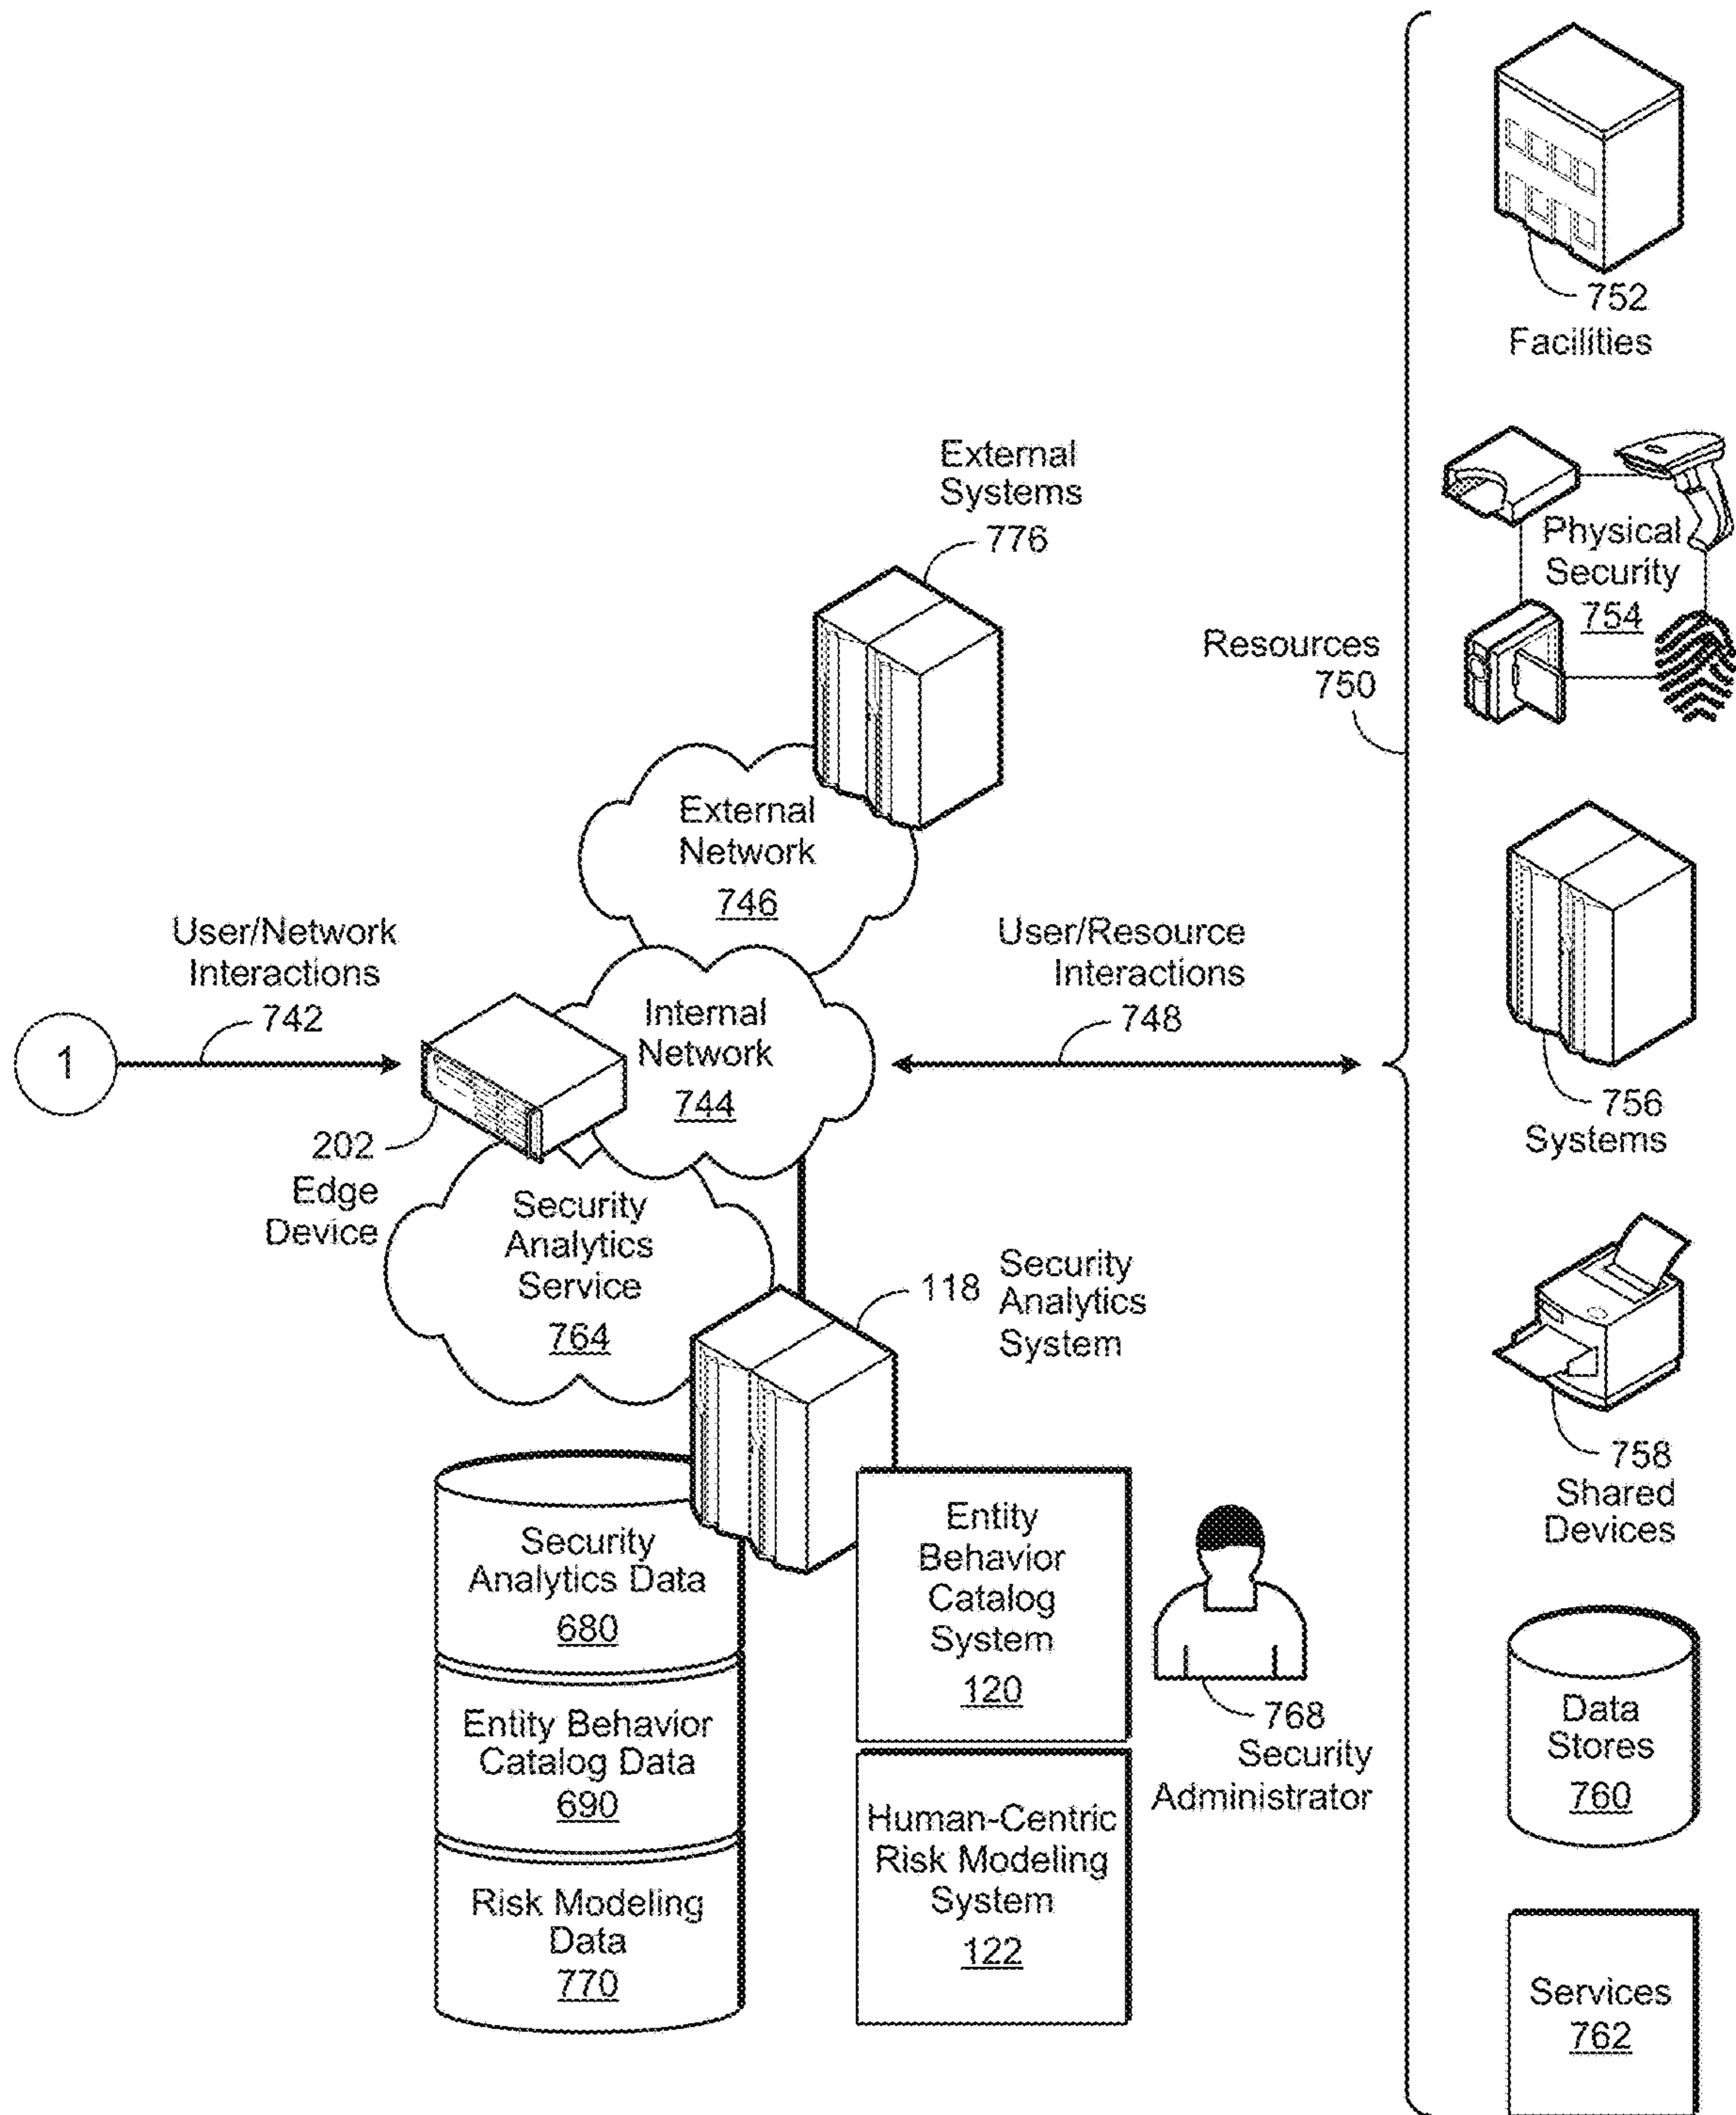 752
Facilities
External
Systems
776
Physical
Security
754
Resources
750
External
Network
746
User/Network
Interactions
742
User/Resource
Interactions
748
1
Internal
Network
744
756
Systems
202
Edge
Device
Security
Analytics
Service
764
118
Security
Analytics
System
758
Shared
Devices
Security
Analytics Data
680
Entity
Behavior
Catalog
System
120
Entity Behavior
Catalog Data
690
768
Security
Administrator
Data
Stores
760
Human-Centric
Risk Modeling
System
122
Risk Modeling
Data
770
Services
762